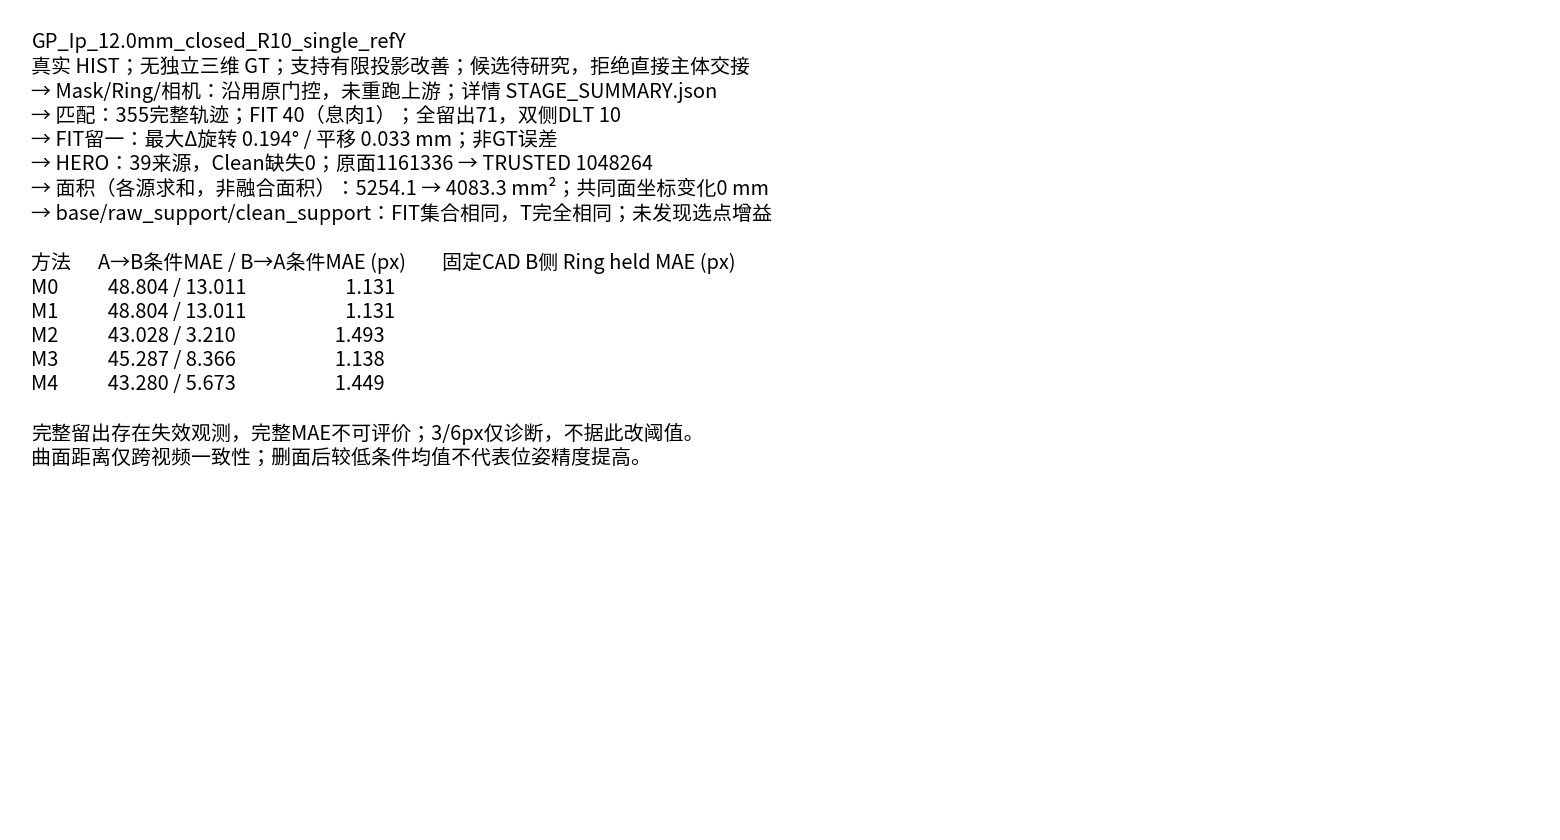 GP_Ip_12.0mm_closed_R10_single_refY
真实 HIST；无独立三维 GT；支持有限投影改善；候选待研究，拒绝直接主体交接
→ Mask/Ring/相机：沿用原门控，未重跑上游；详情 STAGE_SUMMARY.json
→ 匹配：355完整轨迹；FIT 40（息肉1）；全留出71，双侧DLT 10
→ FIT留一：最大Δ旋转 0.194° / 平移 0.033 mm；非GT误差
→ HERO：39来源，Clean缺失0；原面1161336 → TRUSTED 1048264
→ 面积（各源求和，非融合面积）：5254.1 → 4083.3 mm²；共同面坐标变化0 mm
→ base/raw_support/clean_support：FIT集合相同，T完全相同；未发现选点增益
方法 A→B条件MAE / B→A条件MAE (px) 固定CAD B侧 Ring held MAE (px)
M0 48.804 / 13.011 1.131
M1 48.804 / 13.011 1.131
M2 43.028 / 3.210 1.493
M3 45.287 / 8.366 1.138
M4 43.280 / 5.673 1.449
完整留出存在失效观测，完整MAE不可评价；3/6px仅诊断，不据此改阈值。
曲面距离仅跨视频一致性；删面后较低条件均值不代表位姿精度提高。